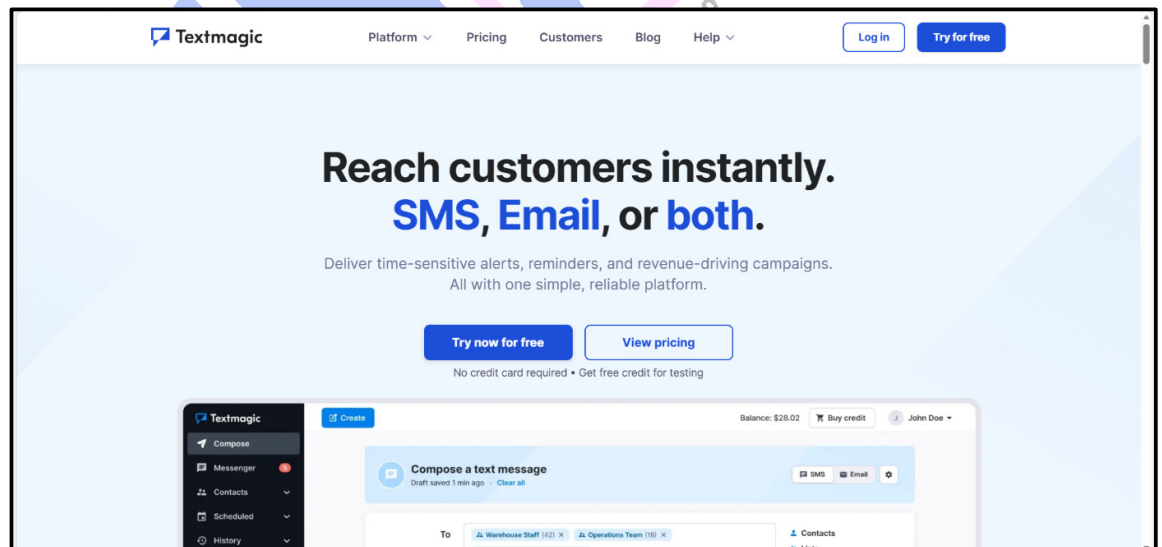 Textmagic
Platform
Pricing
Customers
Blog
Help
Log in
Try for free
Reach customers instantly.
SMS, Email, or both.
Deliver time-sensitive alerts, reminders, and revenue-driving campaigns.
All with one simple, reliable platform.
Try now for free
View pricing
No credit card required • Get free credit for testing
Textmagic
Create
Balance: $28.02
Buy credit
J
John Doe
Compose
Messenger
5
Contacts
Scheduled
History
Compose a text message
Draft saved 1 min ago - Clear all
SMS
Email
To
Warehouse Staff (42) ×
Operations Team (18) ×
Contacts